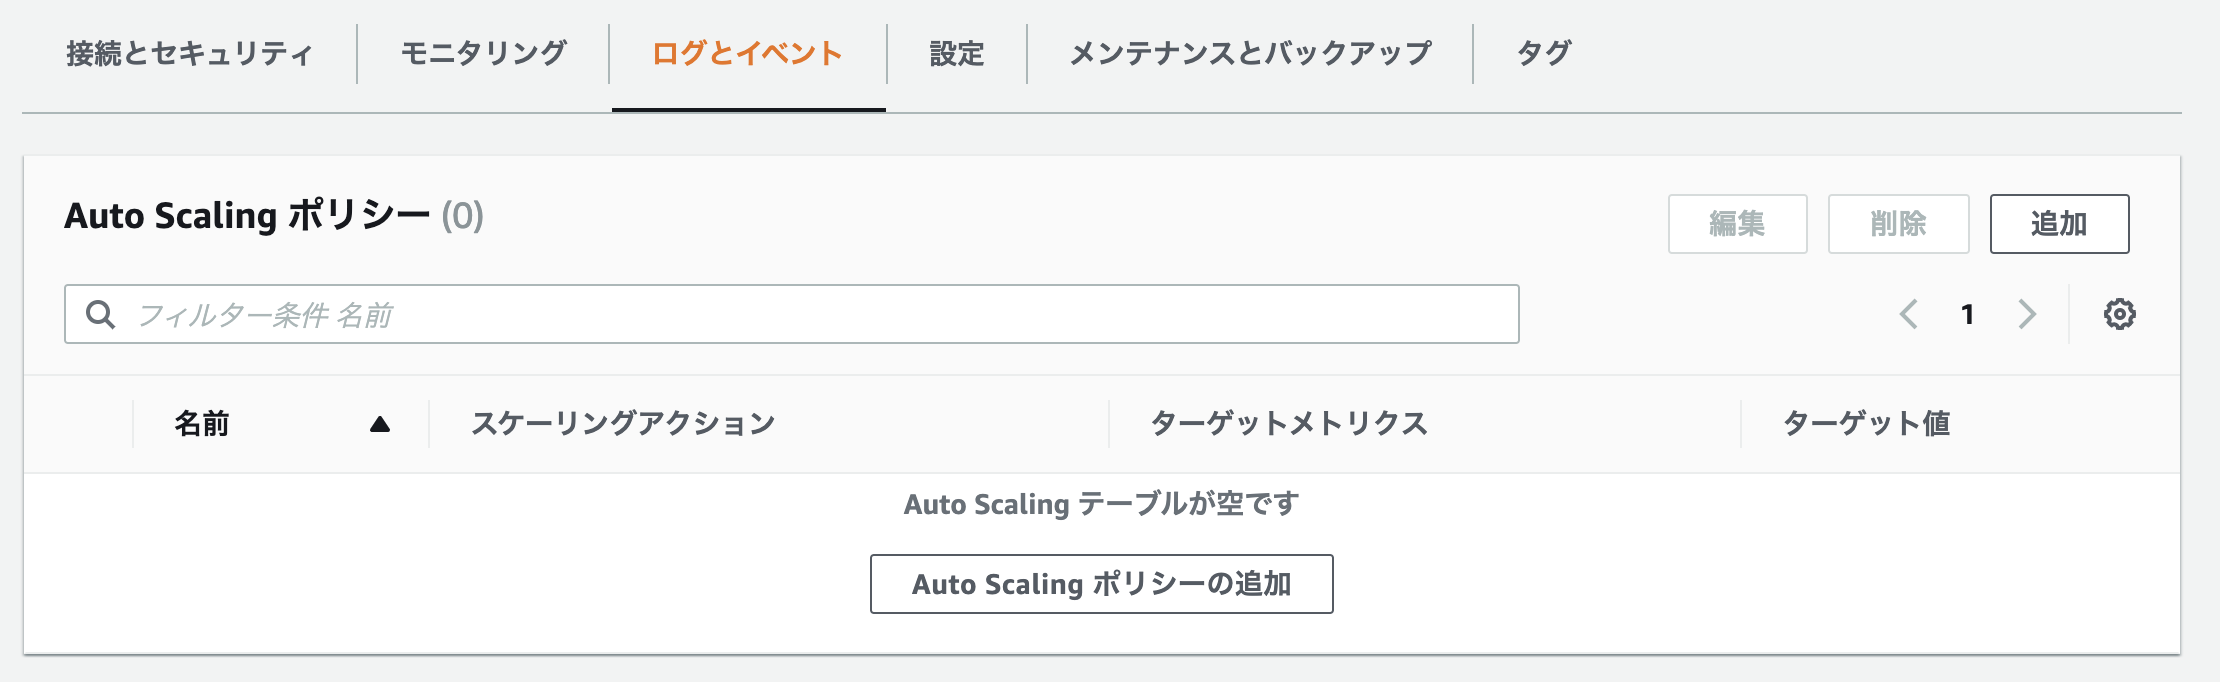 接続とセキュリティ モニタリング ログとイベント 設定 メンテナンスとバックアップ タグ
Auto Scaling ポリシー (0) 編集 削除 追加
フィルター条件 名前 1
名前 スケーリングアクション ターゲットメトリクス ターゲット値
Auto Scaling テーブルが空です
Auto Scaling ポリシーの追加